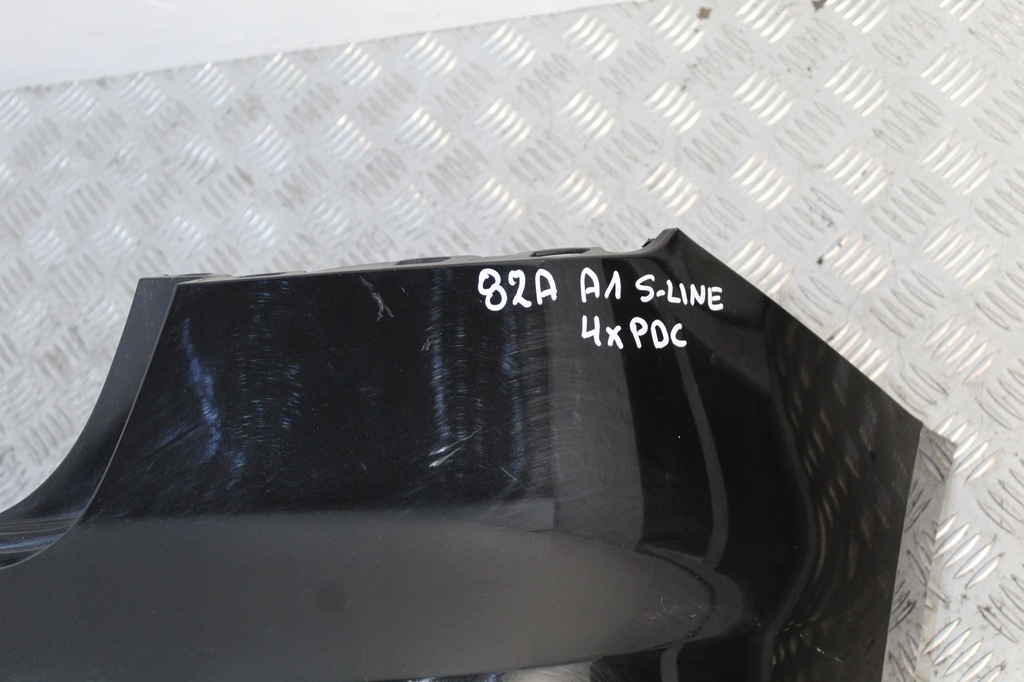 82A A1 S-LINE
4xPDC